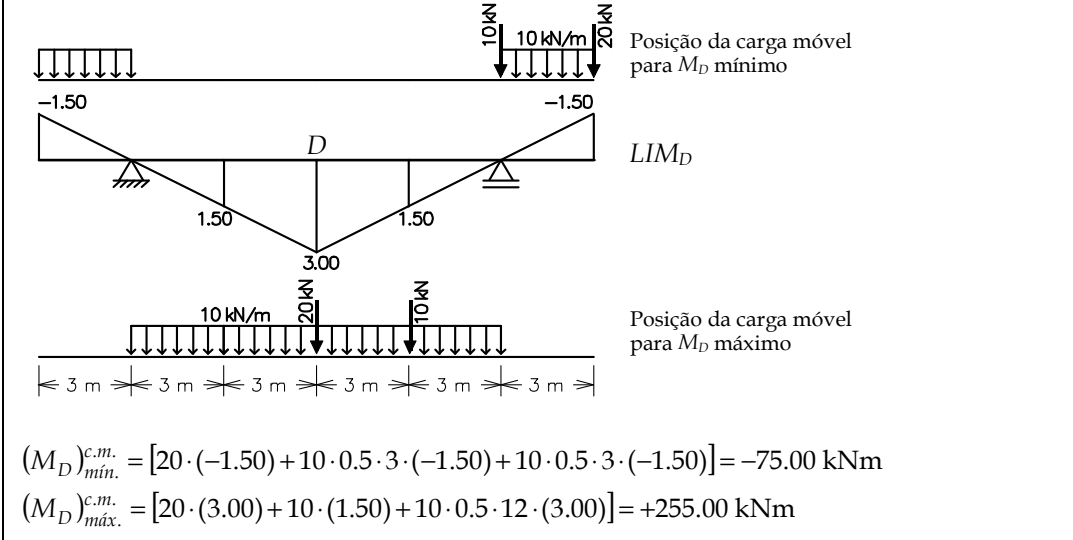 10 kN 10 kN/m 20 kN
Posição da carga móvel
para M_D mínimo
−1.50 −1.50
D
LIM_D
1.50 1.50
3.00
10 kN/m 20 kN 10 kN
Posição da carga móvel
para M_D máximo
3 m 3 m 3 m 3 m 3 m 3 m
(M_D)^{c.m.}_{mín.} = [20·(−1.50)+10·0.5·3·(−1.50)+10·0.5·3·(−1.50)] = −75.00 kNm
(M_D)^{c.m.}_{máx.} = [20·(3.00)+10·(1.50)+10·0.5·12·(3.00)] = +255.00 kNm